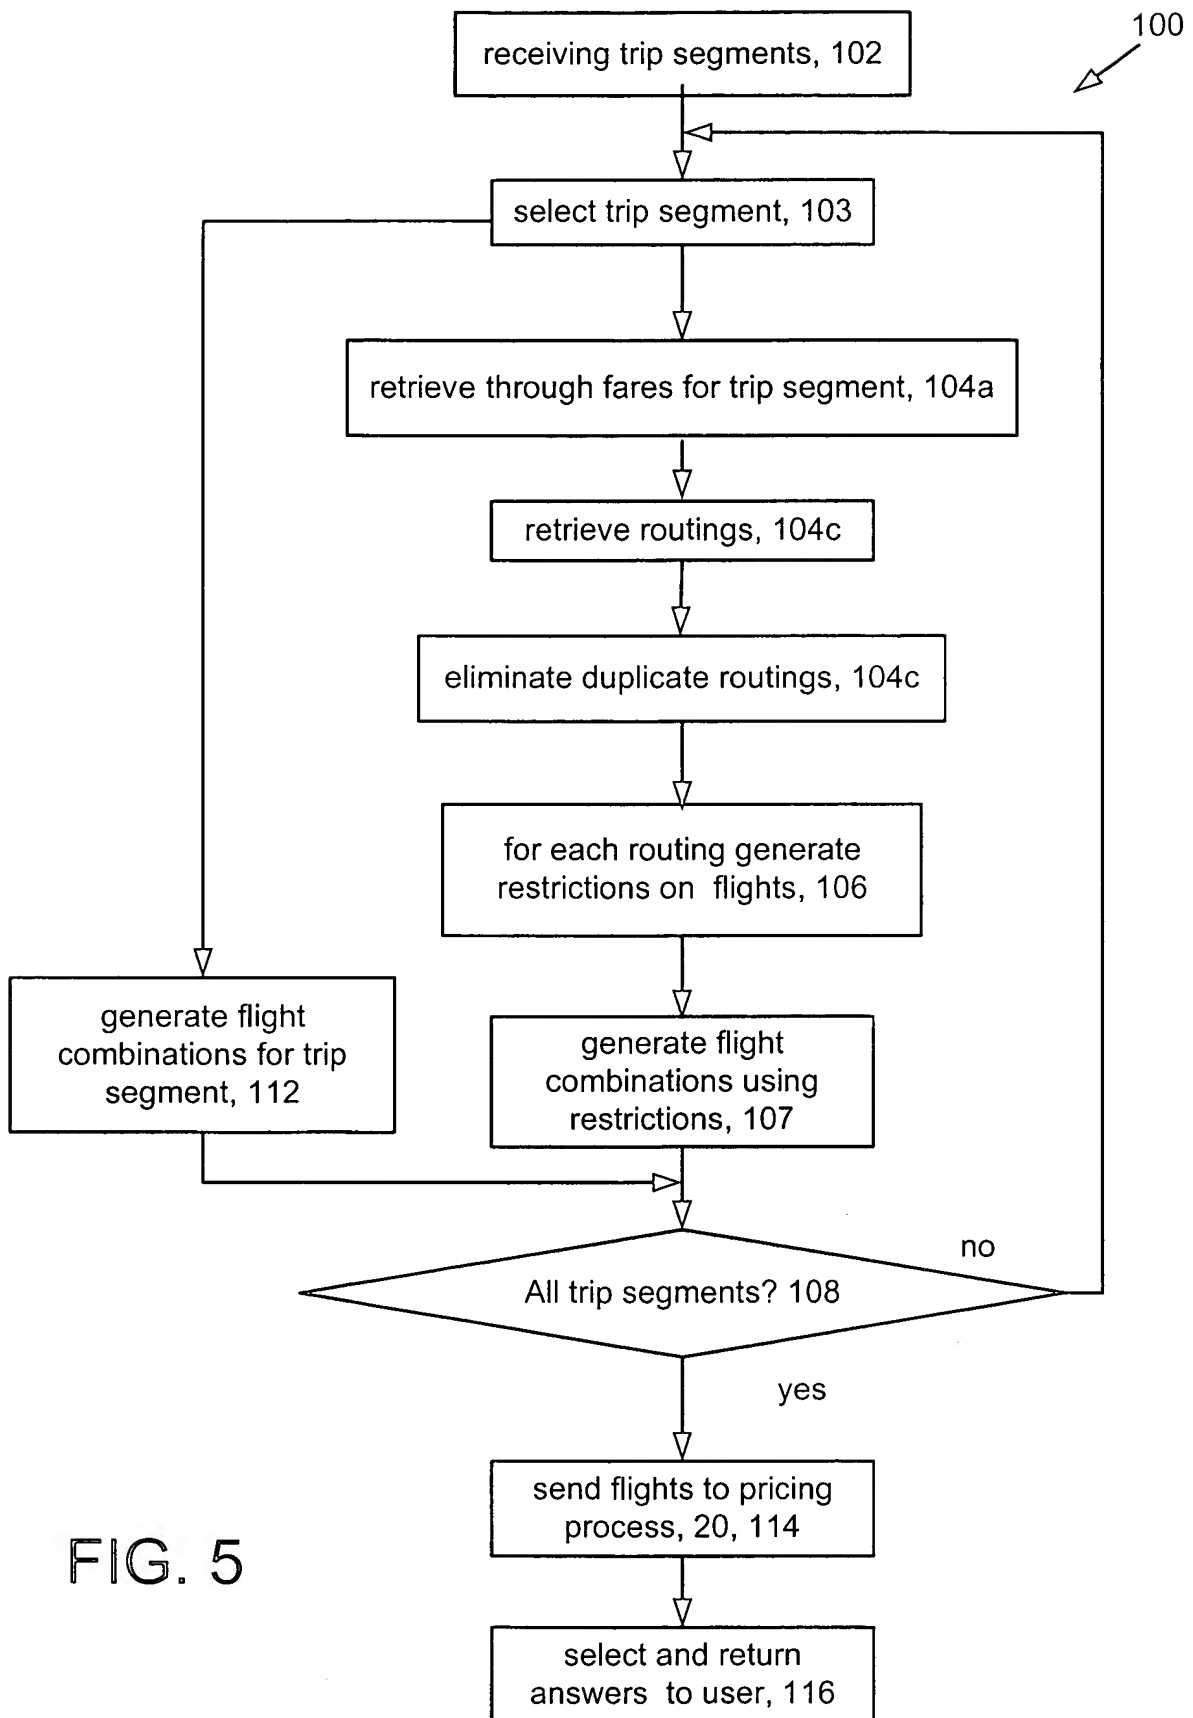 100
receiving trip segments, 102
select trip segment, 103
retrieve through fares for trip segment, 104a
retrieve routings, 104c
eliminate duplicate routings, 104c
for each routing generate
restrictions on flights, 106
generate flight
combinations for trip
segment, 112
generate flight
combinations using
restrictions, 107
no
All trip segments? 108
yes
send flights to pricing
process, 20, 114
FIG. 5
select and return
answers to user, 116